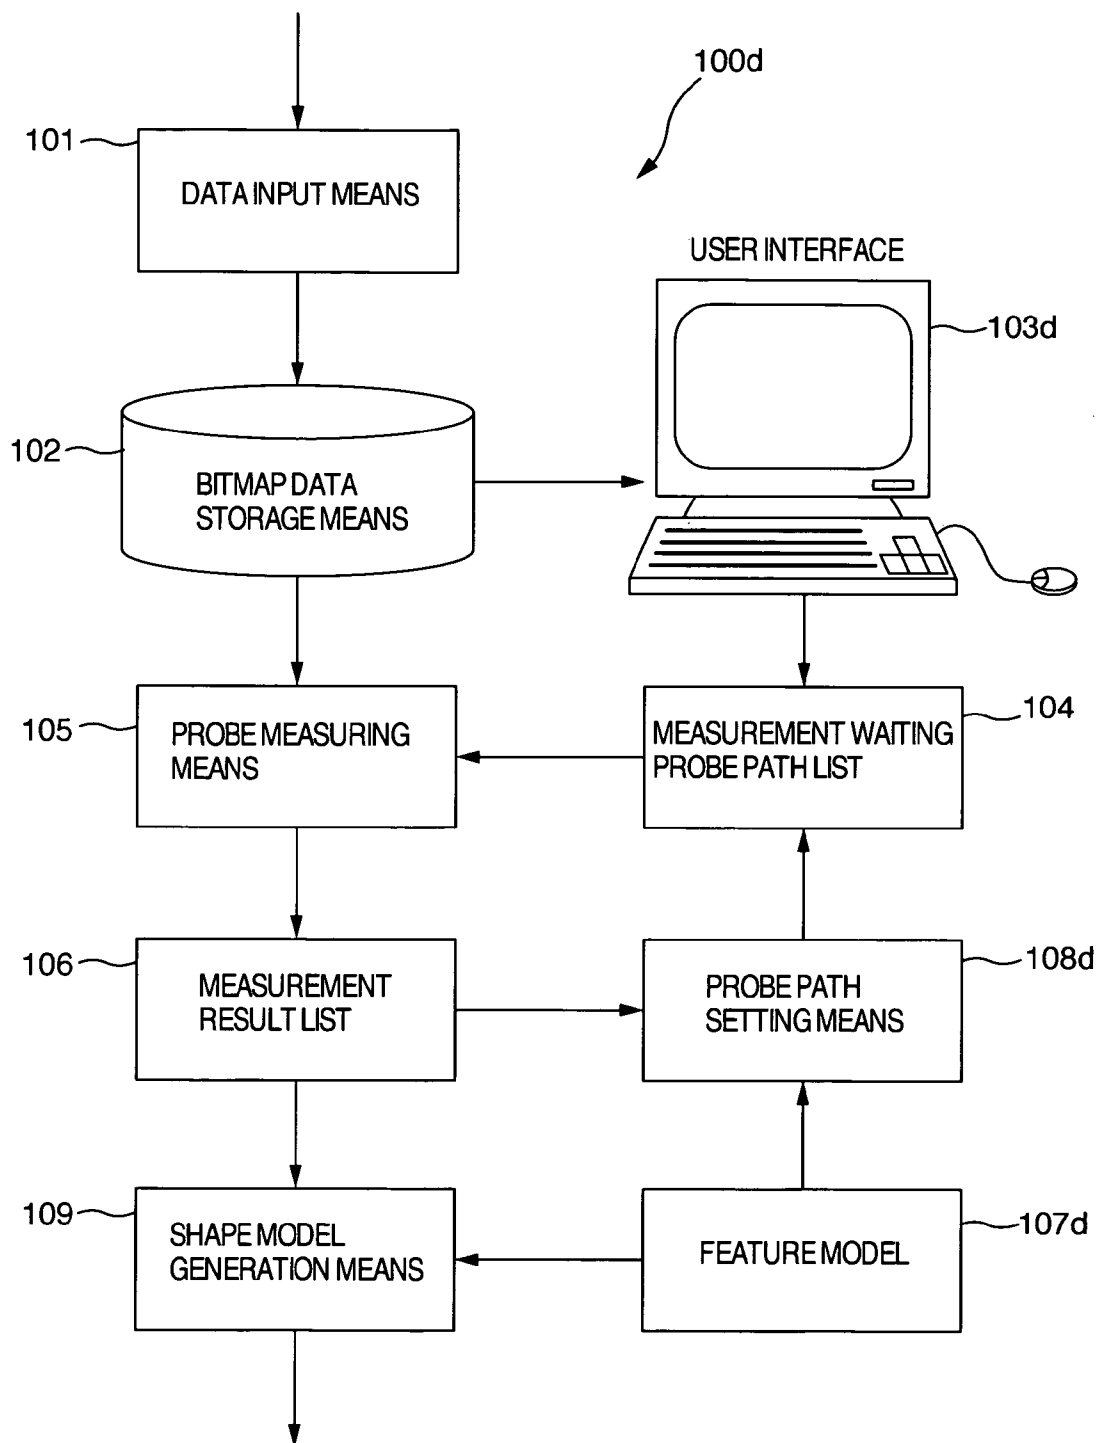 100d
101
DATA INPUT MEANS
USER INTERFACE
103d
102
BITMAP DATA
STORAGE MEANS
105
PROBE MEASURING
MEANS
104
MEASUREMENT WAITING
PROBE PATH LIST
106
MEASUREMENT
RESULT LIST
108d
PROBE PATH
SETTING MEANS
109
SHAPE MODEL
GENERATION MEANS
107d
FEATURE MODEL